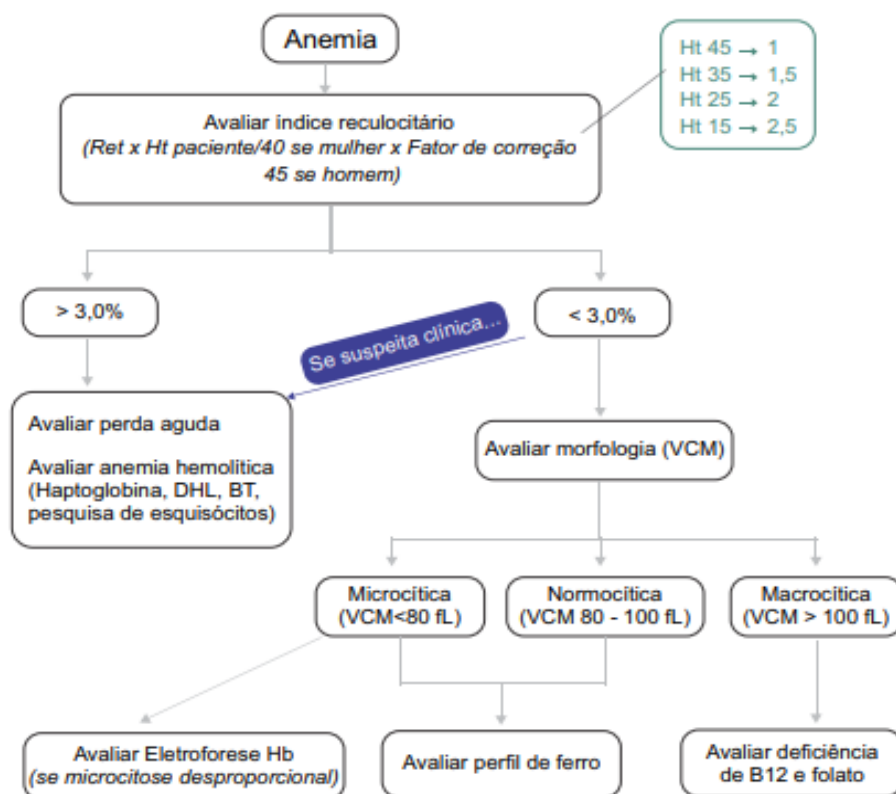 Anemia
Ht 45 → 1
Ht 35 → 1,5
Ht 25 → 2
Ht 15 → 2,5
Avaliar índice reculocitário
(Ret x Ht paciente/40 se mulher x Fator de correção
45 se homem)
> 3,0%
< 3,0%
Se suspeita clínica...
Avaliar perda aguda
Avaliar anemia hemolítica
(Haptoglobina, DHL, BT,
pesquisa de esquisócitos)
Avaliar morfologia (VCM)
Microcítica
(VCM<80 fL)
Normocítica
(VCM 80 - 100 fL)
Macrocítica
(VCM > 100 fL)
Avaliar Eletroforese Hb
(se microcitose desproporcional)
Avaliar perfil de ferro
Avaliar deficiência
de B12 e folato